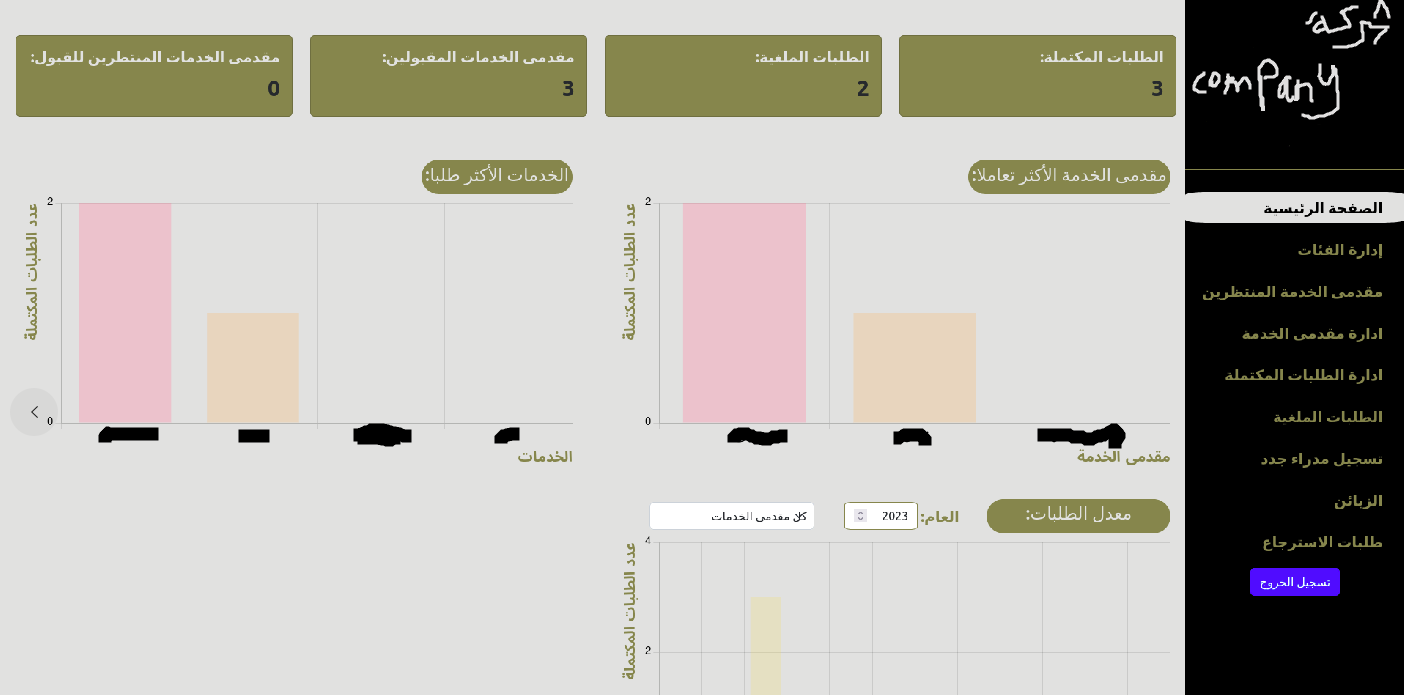 شركة
company
الصفحة الرئيسية
إدارة الفئات
مقدمى الخدمة المنتظرين
ادارة مقدمى الخدمة
ادارة الطلبات المكتملة
الطلبات الملغية
تسجيل مدراء جدد
الزبائن
طلبات الاسترجاع
تسجيل الخروج
الطلبات المكتملة:
3
الطلبات الملغية:
2
مقدمى الخدمات المقبولين:
3
مقدمى الخدمات المنتظرين للقبول:
0
مقدمى الخدمة الأكثر تعاملا:
عدد الطلبات المكتملة
2
0
مقدمى الخدمة
الخدمات الأكثر طلبا:
عدد الطلبات المكتملة
2
0
الخدمات
معدل الطلبات:
العام: 2023
كل مقدمى الخدمات
عدد الطلبات المكتملة
4
2